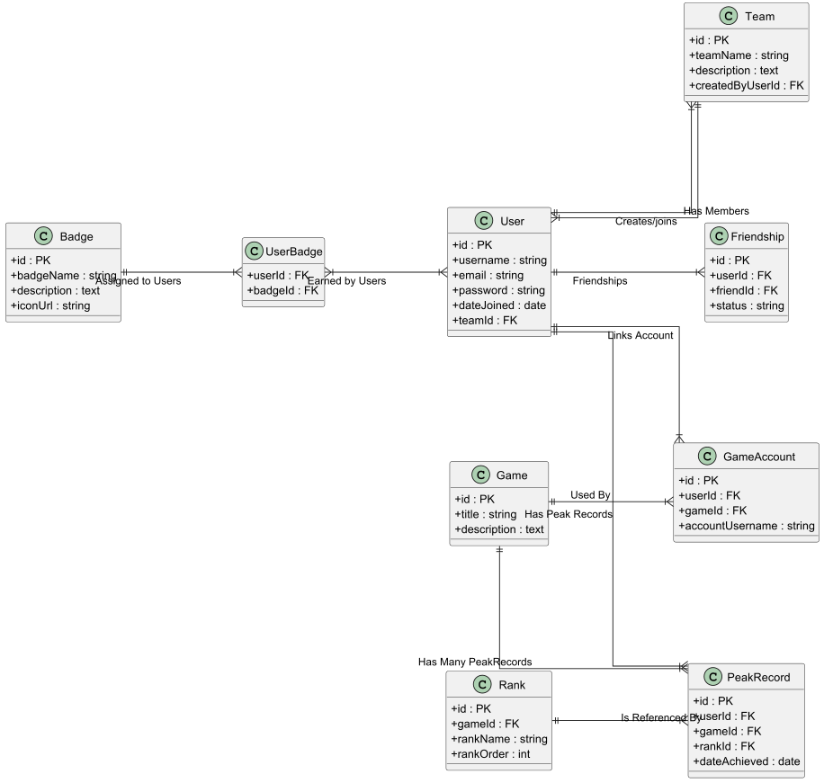 C Team
+id : PK
+teamName : string
+description : text
+createdByUserId : FK
Has Members
Creates/joins
C Badge
+id : PK
+badgeName : string
+description : text
+iconUrl : string
Assigned to Users
C UserBadge
+userId : FK
+badgeId : FK
Earned by Users
C User
+id : PK
+username : string
+email : string
+password : string
+dateJoined : date
+teamId : FK
Friendships
C Friendship
+id : PK
+userId : FK
+friendId : FK
+status : string
Links Account
C Game
+id : PK
+title : string
+description : text
Used By
Has Peak Records
C GameAccount
+id : PK
+userId : FK
+gameId : FK
+accountUsername : string
Has Many PeakRecords
C Rank
+id : PK
+gameId : FK
+rankName : string
+rankOrder : int
Is Referenced By
C PeakRecord
+id : PK
+userId : FK
+gameId : FK
+rankId : FK
+dateAchieved : date